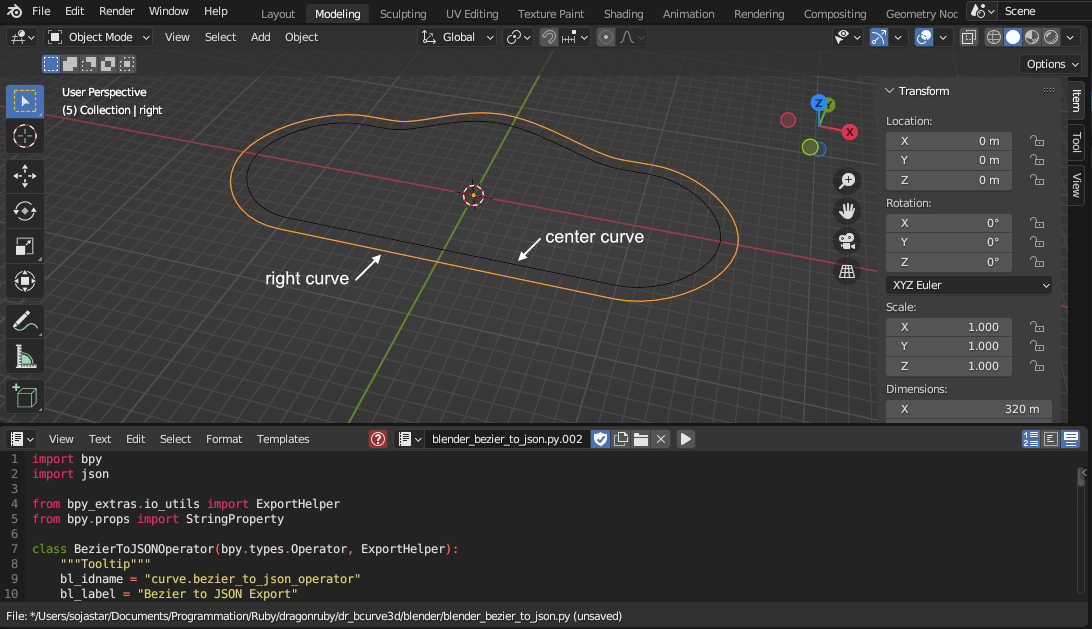 File Edit Render Window Help Layout Modeling Sculpting UV Editing Texture Paint Shading Animation Rendering Compositing Geometry Noc Scene
Object Mode View Select Add Object Global
Options
User Perspective
(5) Collection | right
Z
Y
X
center curve
right curve
Transform
Location:
X 0 m
Y 0 m
Z 0 m
Rotation:
X 0°
Y 0°
Z 0°
XYZ Euler
Scale:
X 1.000
Y 1.000
Z 1.000
Dimensions:
X 320 m
Item
Tool
View
View Text Edit Select Format Templates blender_bezier_to_json.py.002
1 import bpy
2 import json
3
4 from bpy_extras.io_utils import ExportHelper
5 from bpy.props import StringProperty
6
7 class BezierToJSONOperator(bpy.types.Operator, ExportHelper):
8 """Tooltip"""
9 bl_idname = "curve.bezier_to_json_operator"
10 bl_label = "Bezier to JSON Export"
File: */Users/sojastar/Documents/Programmation/Ruby/dragonruby/dr_bcurve3d/blender/blender_bezier_to_json.py (unsaved)